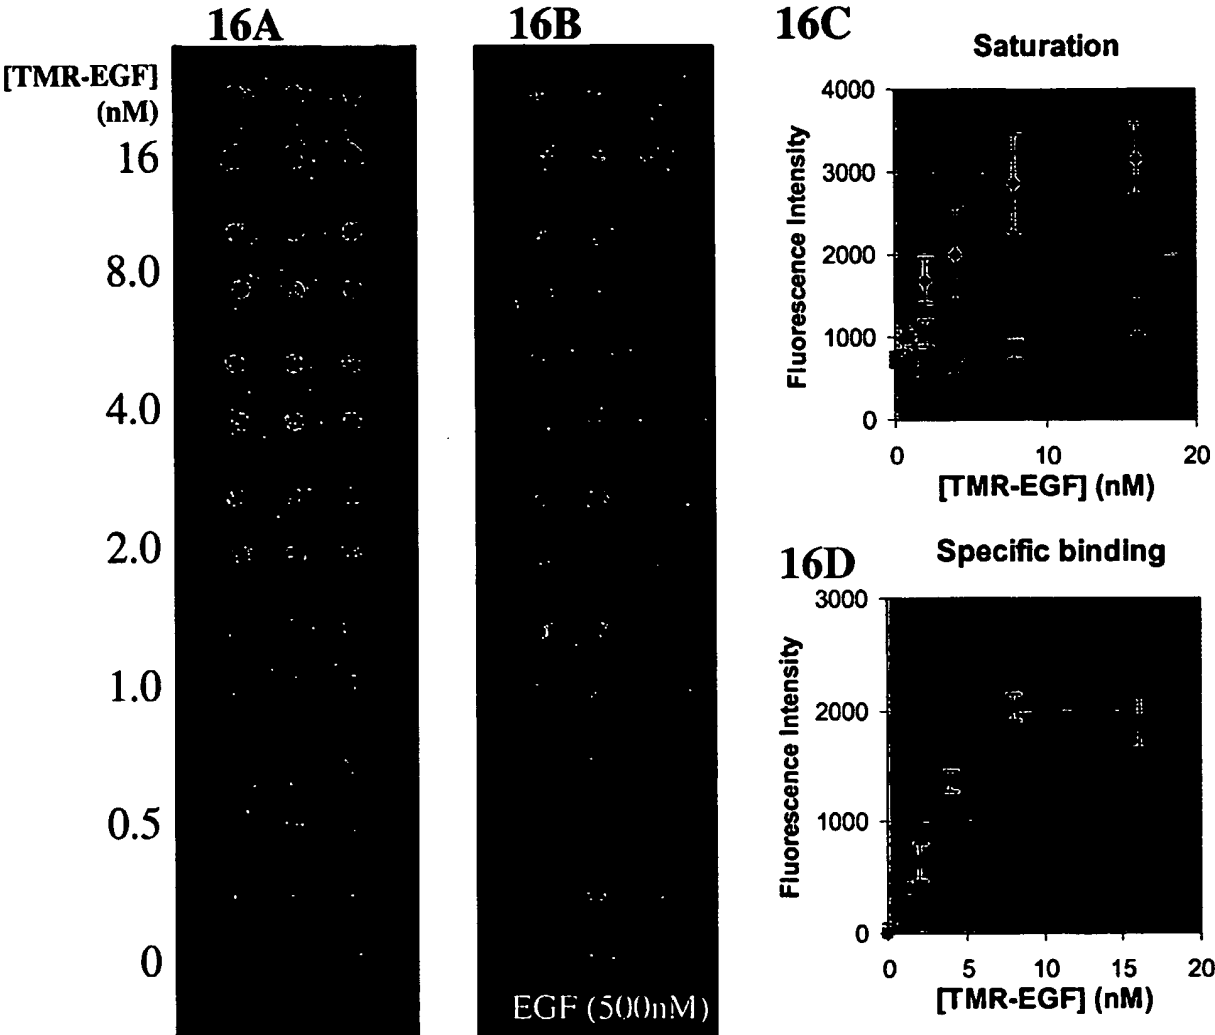 16A
16B
[TMR-EGF]
(nM)
16
8.0
4.0
2.0
1.0
0.5
0
EGF (500nM)
16C
Saturation
Fluorescence Intensity
4000
3000
2000
1000
0
0 10 20
[TMR-EGF] (nM)
16D
Specific binding
Fluorescence Intensity
3000
2000
1000
0
0 5 10 15 20
[TMR-EGF] (nM)